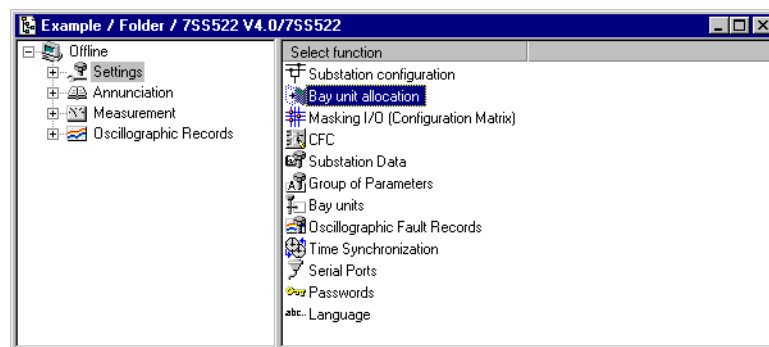 Example / Folder / 7SS522 V4.0/7SS522
Offline
Settings
Annunciation
Measurement
Oscillographic Records
Select function
Substation configuration
Bay unit allocation
Masking I/O (Configuration Matrix)
CFC
Substation Data
Group of Parameters
Bay units
Oscillographic Fault Records
Time Synchronization
Serial Ports
Passwords
abc.. Language